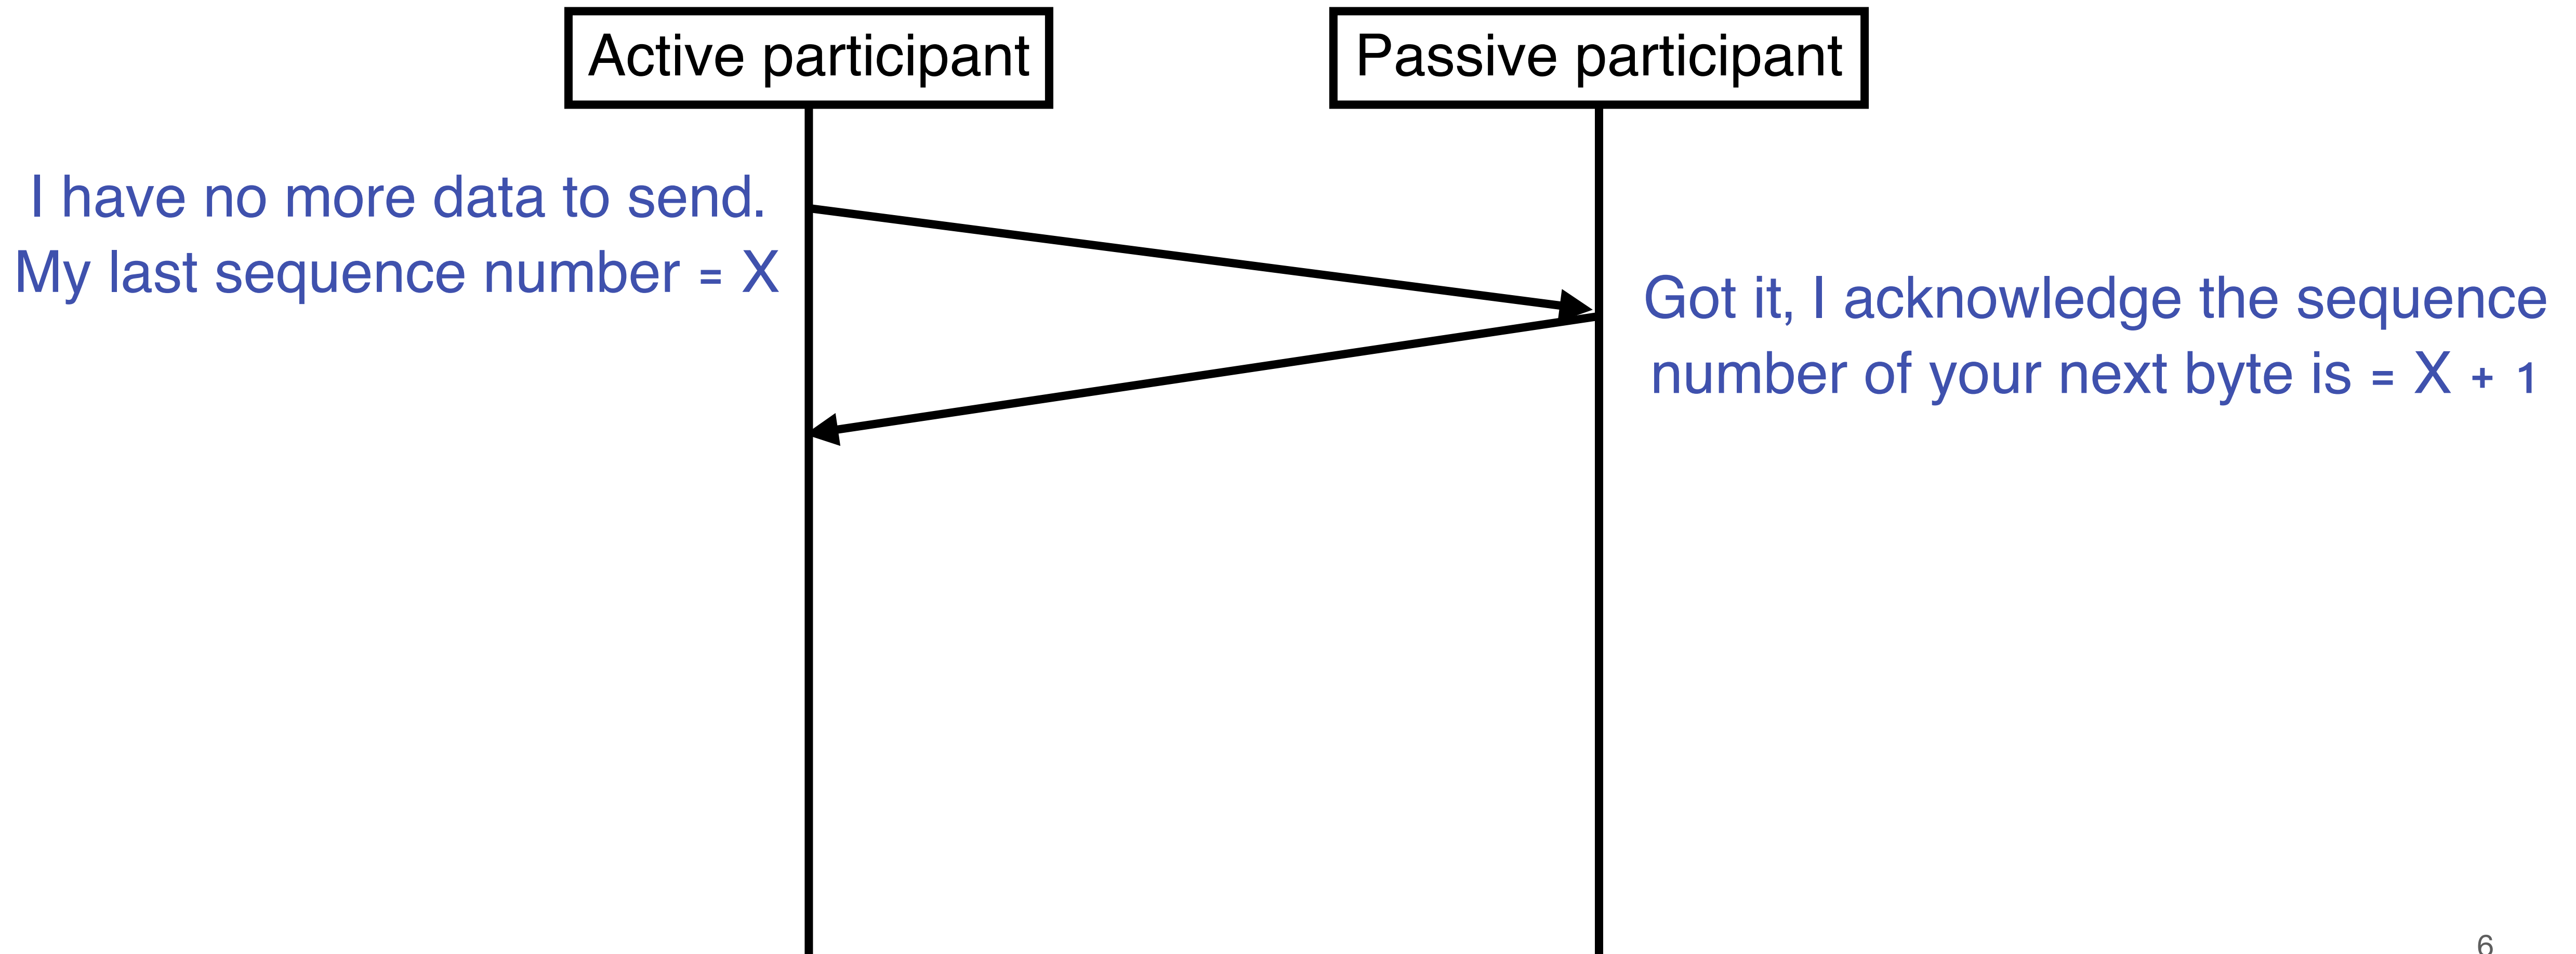 Active participant
Passive participant
I have no more data to send.
My last sequence number = X
Got it, I acknowledge the sequence
number of your next byte is = X + 1
6